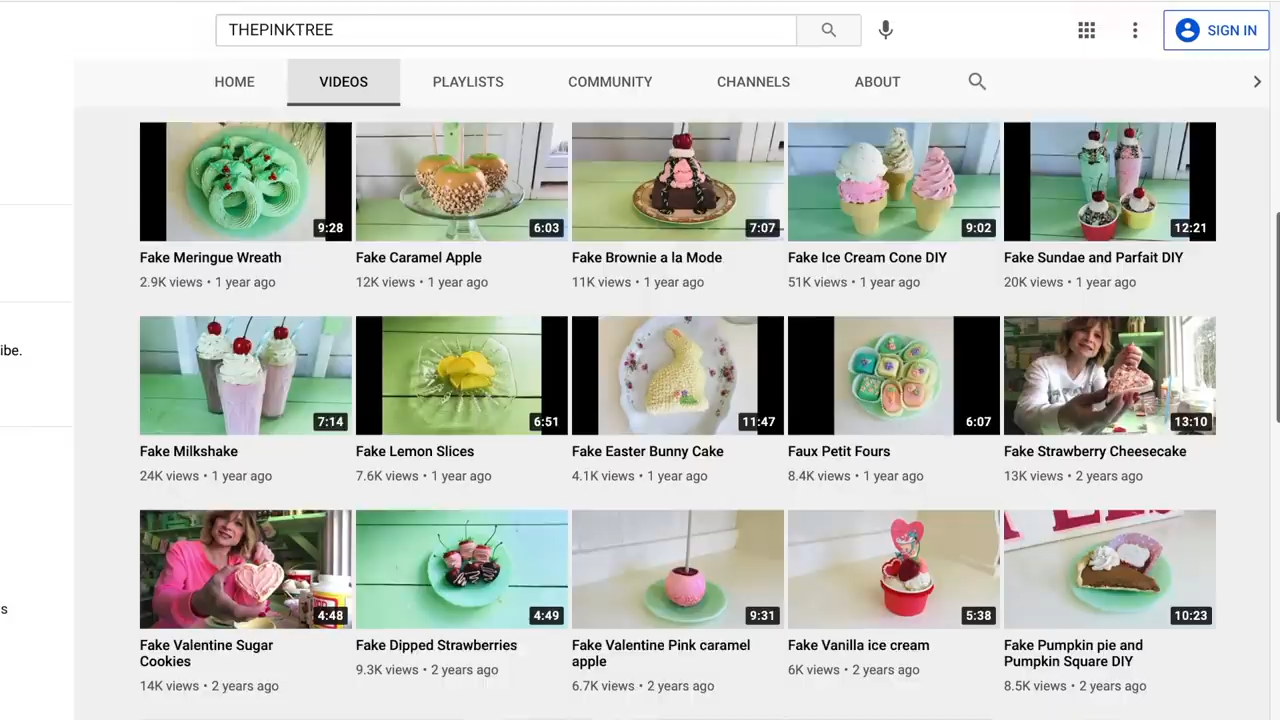 THEPINKTREE
SIGN IN
HOME VIDEOS PLAYLISTS COMMUNITY CHANNELS ABOUT
9:28 6:03 7:07 9:02 12:21
Fake Meringue Wreath Fake Caramel Apple Fake Brownie a la Mode Fake Ice Cream Cone DIY Fake Sundae and Parfait DIY
2.9K views • 1 year ago 12K views • 1 year ago 11K views • 1 year ago 51K views • 1 year ago 20K views • 1 year ago
ibe.
7:14 6:51 11:47 6:07 13:10
Fake Milkshake Fake Lemon Slices Fake Easter Bunny Cake Faux Petit Fours Fake Strawberry Cheesecake
24K views • 1 year ago 7.6K views • 1 year ago 4.1K views • 1 year ago 8.4K views • 1 year ago 13K views • 2 years ago
s
4:48 4:49 9:31 5:38 10:23
Fake Valentine Sugar Fake Dipped Strawberries Fake Valentine Pink caramel Fake Vanilla ice cream Fake Pumpkin pie and
Cookies apple Pumpkin Square DIY
9.3K views • 2 years ago 6K views • 2 years ago
14K views • 2 years ago 6.7K views • 2 years ago 8.5K views • 2 years ago